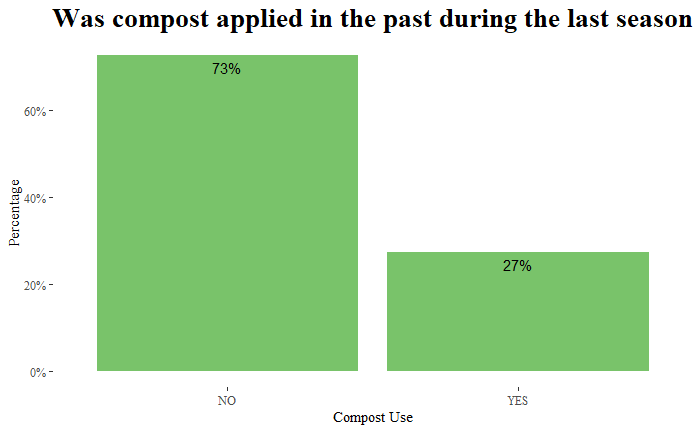 Was compost applied in the past during the last season
73%
60%
40%
Percentage
27%
20%
0%
NO
YES
Compost Use